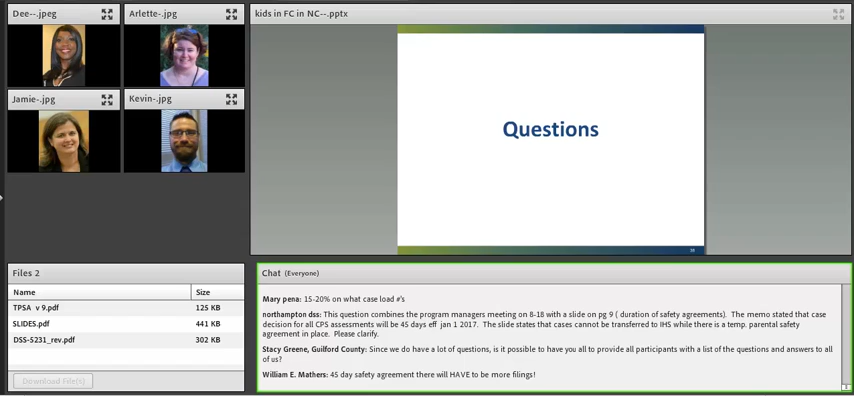 Dee--.jpeg
Arlette-.jpg
kids in FC in NC--.pptx
Jamie-.jpg
Kevin-.jpg
Questions
Files 2
Name Size
TPSA v 9.pdf 125 KB
SLIDES.pdf 441 KB
DSS-5231_rev.pdf 302 KB
Download File(s)
Chat (Everyone)
Mary pena: 15-20% on what case load #'s
northampton dss: This question combines the program managers meeting on 8-18 with a slide on pg 9 ( duration of safety agreements). The memo stated that case
decision for all CPS assessments will be 45 days eff jan 1 2017. The slide states that cases cannot be transferred to IHS while there is a temp. parental safety
agreement in place. Please clarify.
Stacy Greene, Guilford County: Since we do have a lot of questions, is it possible to have you all to provide all participants with a list of the questions and answers to all
of us?
William E. Mathers: 45 day safety agreement there will HAVE to be more filings!